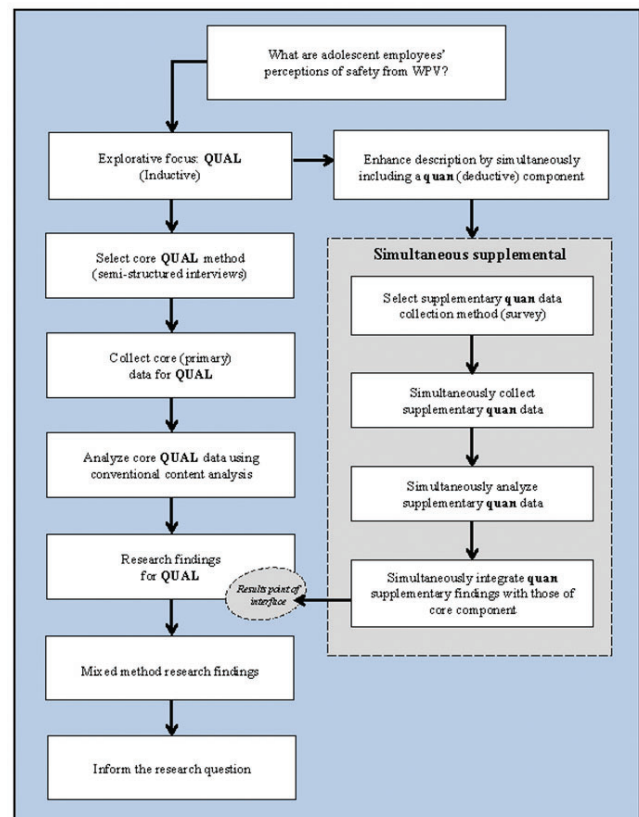 What are adolescent employees'
perceptions of safety from WPV?
Explorative focus: QUAL
(Inductive)
Enhance description by simultaneously
including a quan (deductive) component
Select core QUAL method
(semi-structured interviews)
Collect core (primary)
data for QUAL
Analyze core QUAL data using
conventional content analysis
Research findings
for QUAL
Simultaneous supplemental
Select supplementary quan data
collection method (survey)
Simultaneously collect
supplementary quan data
Simultaneously analyze
supplementary quan data
Simultaneously integrate quan
supplementary findings with those of
core component
Results point of
interface
Mixed method research findings
Inform the research question